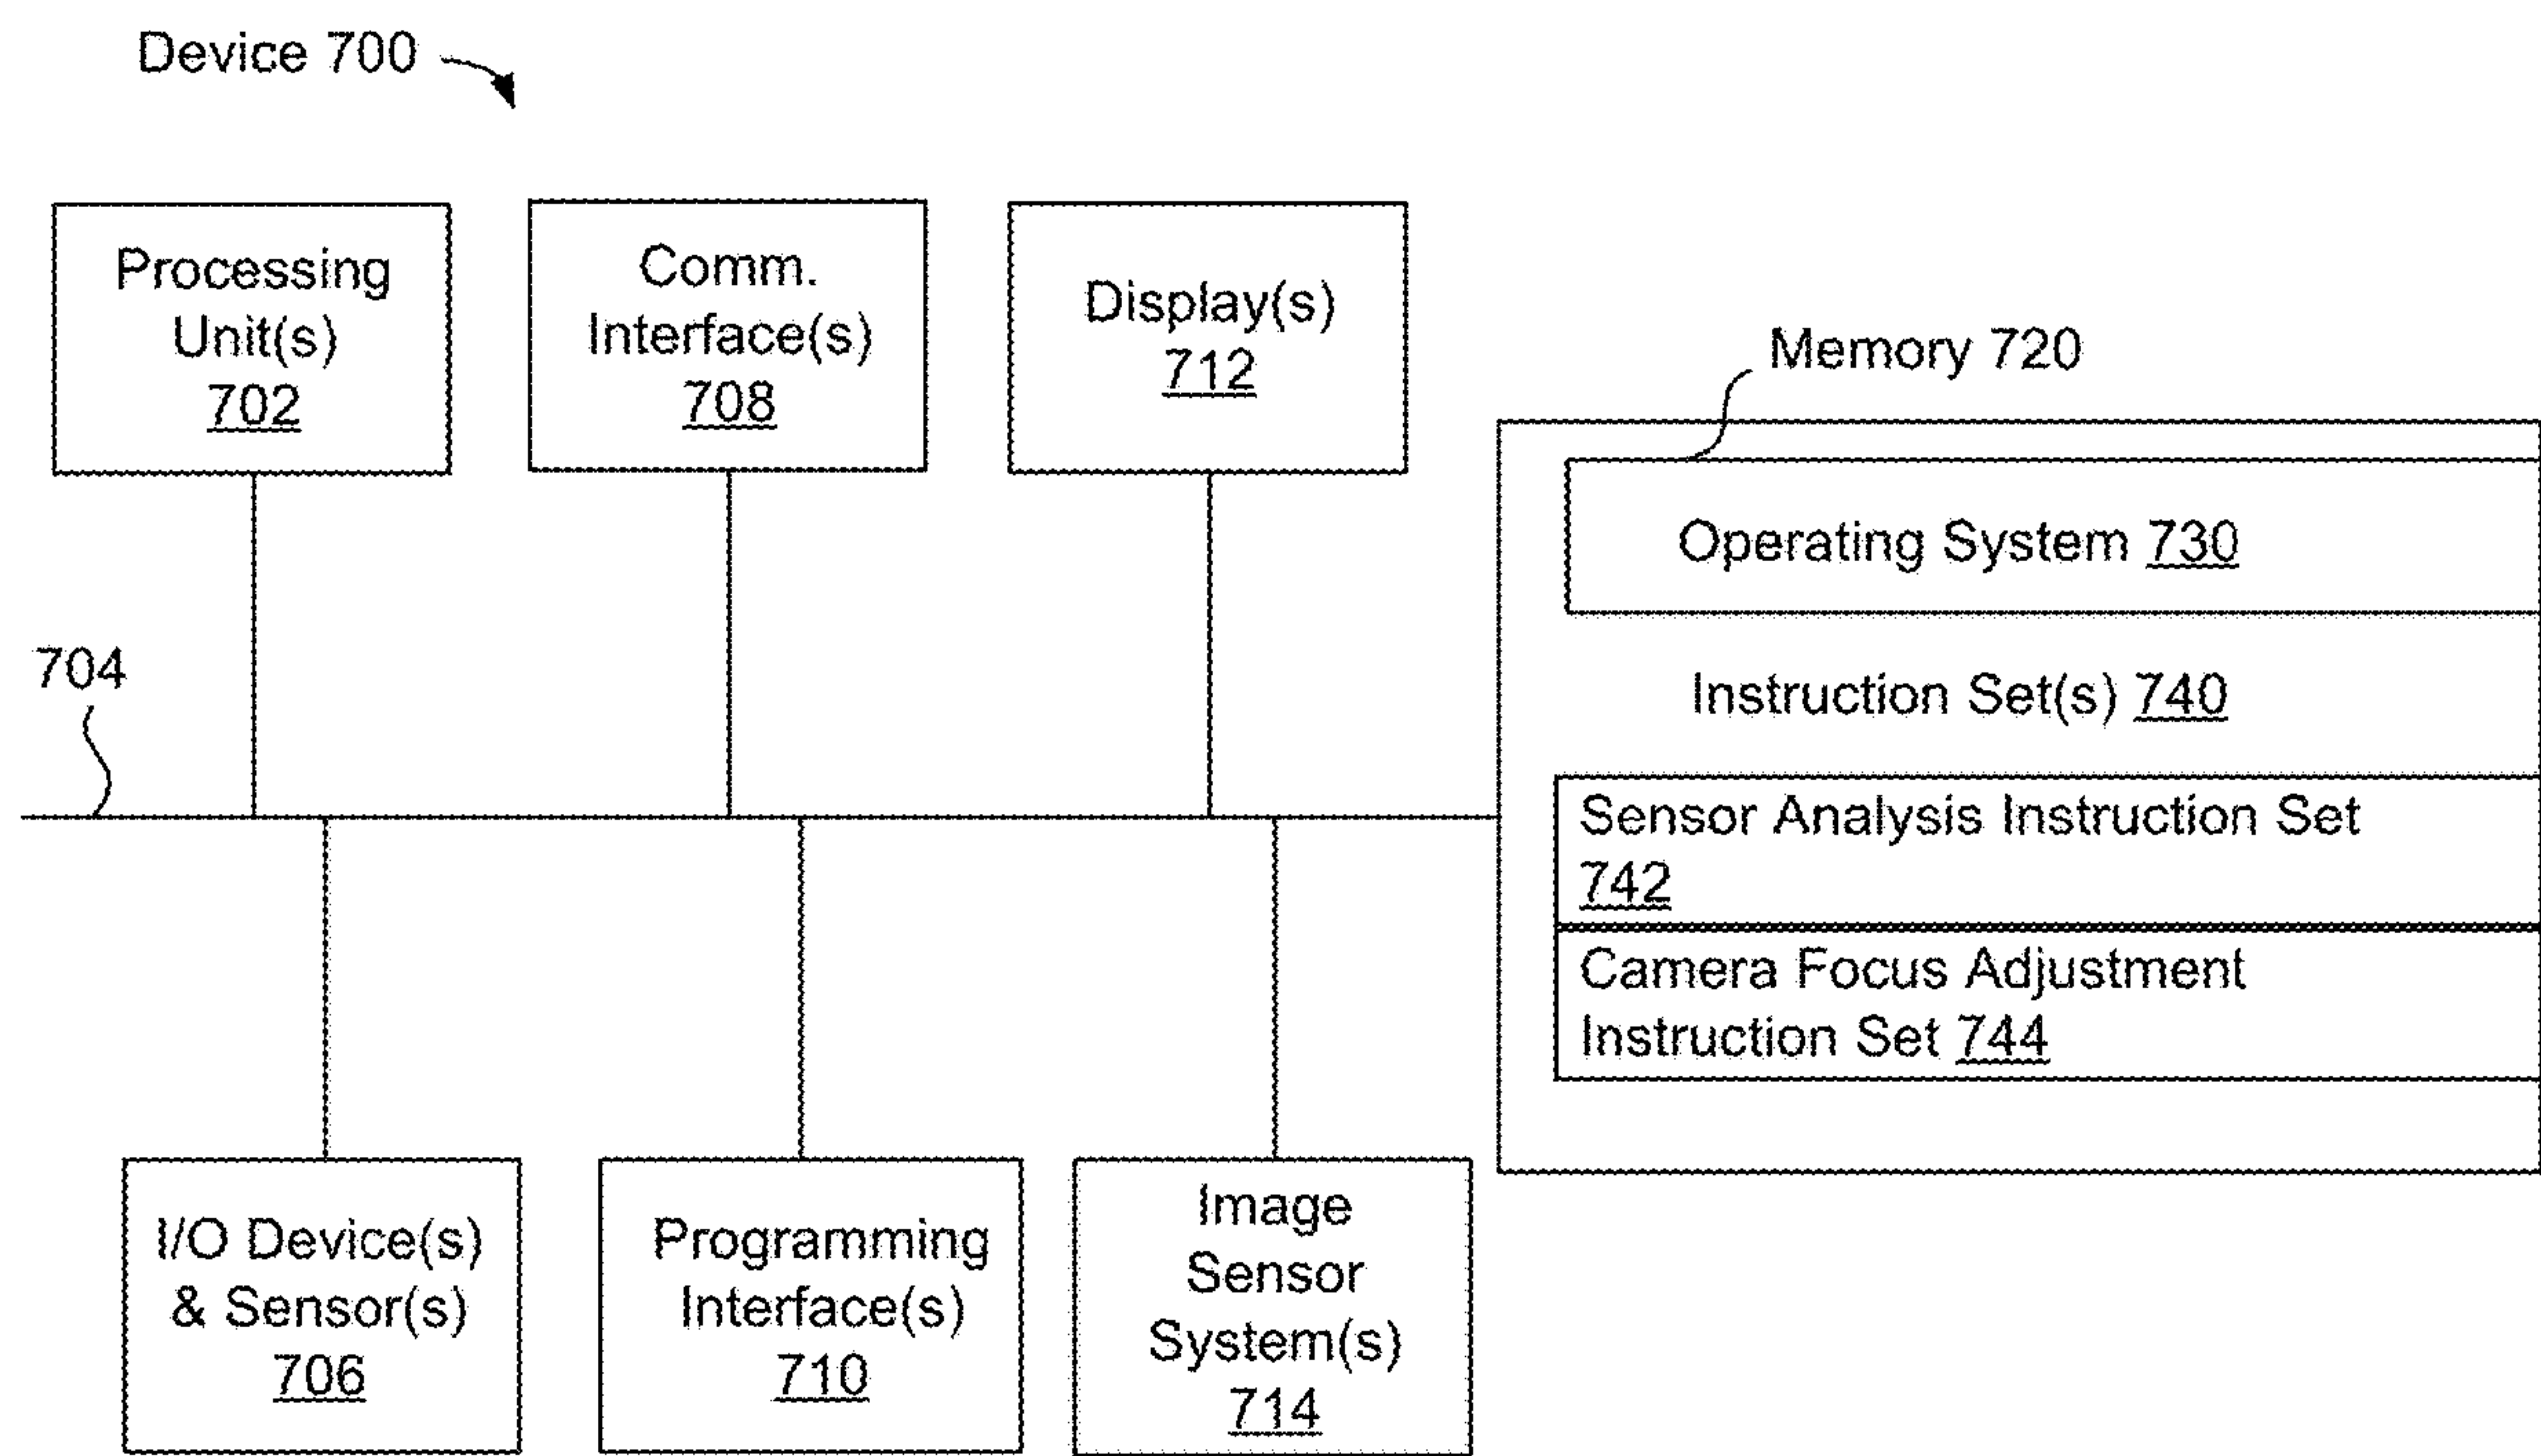 Device 700
Processing
Unit(s)
702
Comm.
Interface(s)
708
Display(s)
712
Memory 720
Operating System 730
Instruction Set(s) 740
Sensor Analysis Instruction Set
742
Camera Focus Adjustment
Instruction Set 744
704
I/O Device(s)
& Sensor(s)
706
Programming
Interface(s)
710
Image
Sensor
System(s)
714